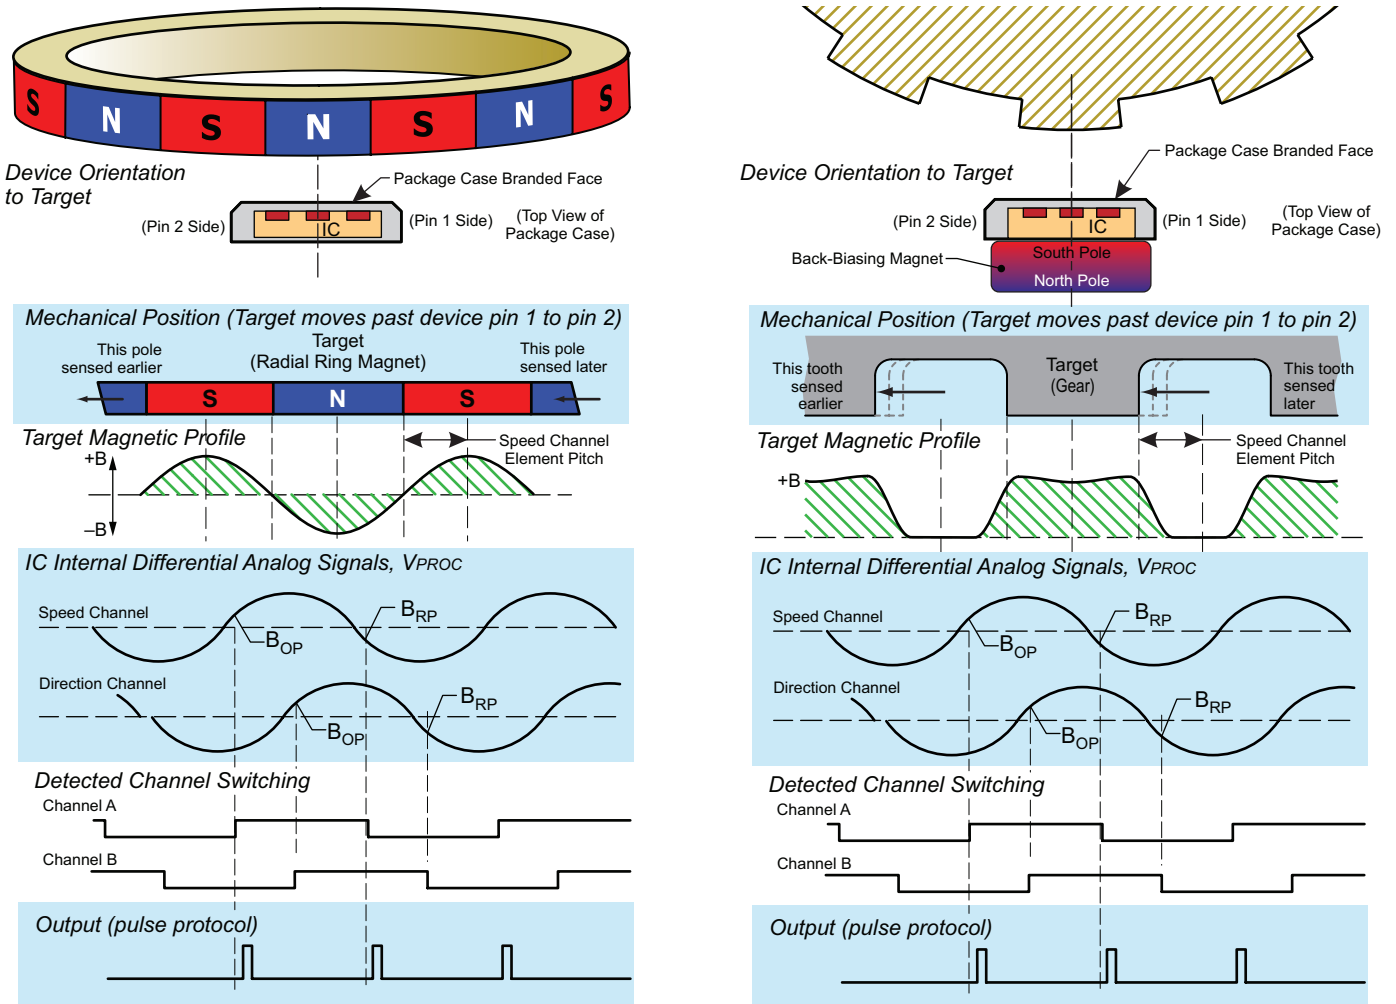 S N S N S N S
Device Orientation
to Target
Package Case Branded Face
(Pin 2 Side)
IC
(Pin 1 Side)
(Top View of
Package Case)
Mechanical Position (Target moves past device pin 1 to pin 2)
This pole
sensed earlier
Target
(Radial Ring Magnet)
This pole
sensed later
S N S
Target Magnetic Profile
+B
–B
Speed Channel
Element Pitch
IC Internal Differential Analog Signals, VPROC
Speed Channel
BOP
BRP
Direction Channel
BOP
BRP
Detected Channel Switching
Channel A
Channel B
Output (pulse protocol)
Device Orientation to Target
Package Case Branded Face
(Pin 2 Side)
IC
(Pin 1 Side)
(Top View of
Package Case)
Back-Biasing Magnet
South Pole
North Pole
Mechanical Position (Target moves past device pin 1 to pin 2)
This tooth
sensed
earlier
Target
(Gear)
This tooth
sensed
later
Target Magnetic Profile
+B
Speed Channel
Element Pitch
IC Internal Differential Analog Signals, VPROC
Speed Channel
BOP
BRP
Direction Channel
BOP
BRP
Detected Channel Switching
Channel A
Channel B
Output (pulse protocol)